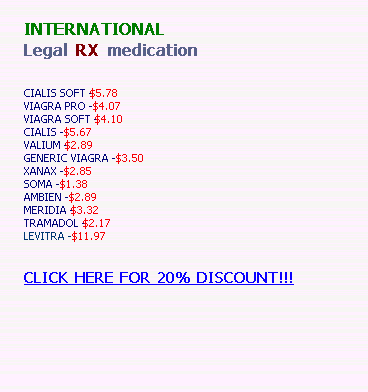 INTERNATIONAL
Legal RX medication
CIALIS SOFT $5.78
VIAGRA PRO -$4.07
VIAGRA SOFT $4.10
CIALIS -$5.67
VALIUM $2.89
GENERIC VIAGRA -$3.50
XANAX -$2.85
SOMA -$1.38
AMBIEN -$2.89
MERIDIA $3.32
TRAMADOL $2.17
LEVITRA -$11.97
CLICK HERE FOR 20% DISCOUNT!!!